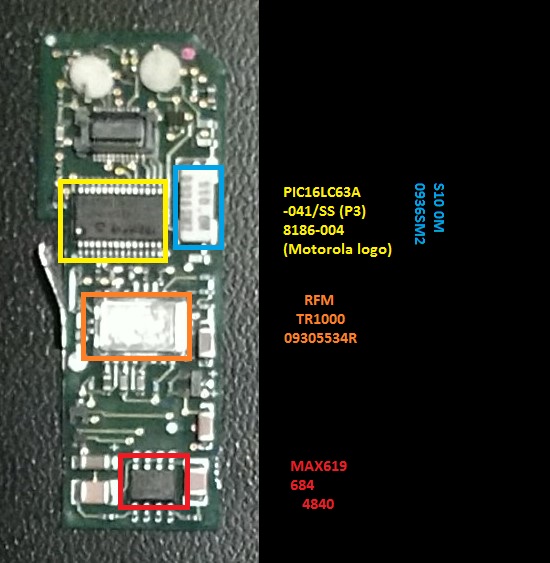 PIC16LC63A
-041/SS (P3)
8186-004
(Motorola logo)
S10 0M
0936SM2
RFM
TR1000
09305534R
MAX619
684
4840